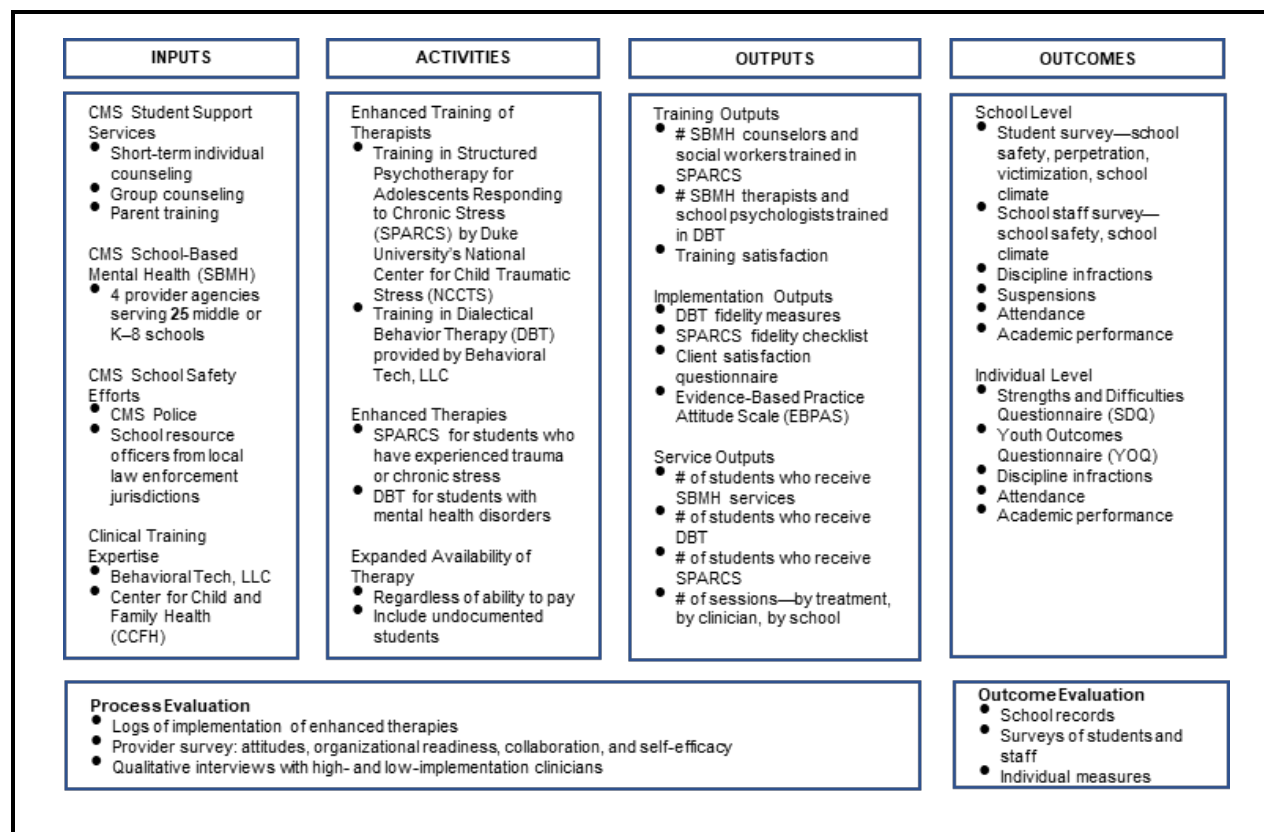 INPUTS
CMS Student Support
Services
● Short-term individual
counseling
● Group counseling
● Parent training
CMS School-Based
Mental Health (SBMH)
● 4 provider agencies
serving 25 middle or
K–8 schools
CMS School Safety
Efforts
● CMS Police
● School resource
officers from local
law enforcement
jurisdictions
Clinical Training
Expertise
● Behavioral Tech, LLC
● Center for Child and
Family Health
(CCFH)
ACTIVITIES
Enhanced Training of
Therapists
● Training in Structured
Psychotherapy for
Adolescents Responding
to Chronic Stress
(SPARCS) by Duke
University's National
Center for Child Traumatic
Stress (NCCTS)
● Training in Dialectical
Behavior Therapy (DBT)
provided by Behavioral
Tech, LLC
Enhanced Therapies
● SPARCS for students who
have experienced trauma
or chronic stress
● DBT for students with
mental health disorders
Expanded Availability of
Therapy
● Regardless of ability to pay
● Include undocumented
students
OUTPUTS
Training Outputs
● # SBMH counselors and
social workers trained in
SPARCS
● # SBMH therapists and
school psychologists trained
in DBT
● Training satisfaction
Implementation Outputs
● DBT fidelity measures
● SPARCS fidelity checklist
● Client satisfaction
questionnaire
● Evidence-Based Practice
Attitude Scale (EBPAS)
Service Outputs
● # of students who receive
SBMH services
● # of students who receive
DBT
● # of students who receive
SPARCS
● # of sessions—by treatment,
by clinician, by school
OUTCOMES
School Level
● Student survey—school
safety, perpetration,
victimization, school
climate
● School staff survey—
school safety, school
climate
● Discipline infractions
● Suspensions
● Attendance
● Academic performance
Individual Level
● Strengths and Difficulties
Questionnaire (SDQ)
● Youth Outcomes
Questionnaire (YOQ)
● Discipline infractions
● Attendance
● Academic performance
Process Evaluation
● Logs of implementation of enhanced therapies
● Provider survey: attitudes, organizational readiness, collaboration, and self-efficacy
● Qualitative interviews with high- and low-implementation clinicians
Outcome Evaluation
● School records
● Surveys of students and
staff
● Individual measures